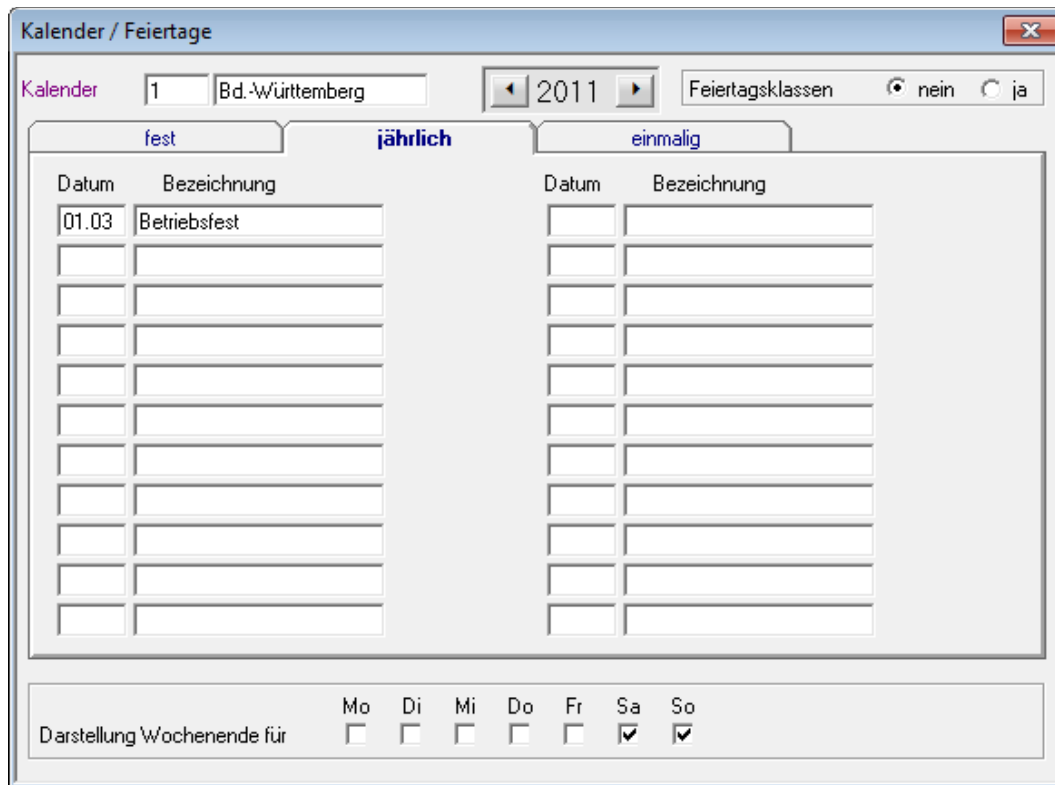 Kalender / Feiertage
Kalender 1 Bd.-Württemberg 2011 Feiertagsklassen nein ja
fest jährlich einmalig
Datum Bezeichnung Datum Bezeichnung
01.03 Betriebsfest
Mo Di Mi Do Fr Sa So
Darstellung Wochenende für